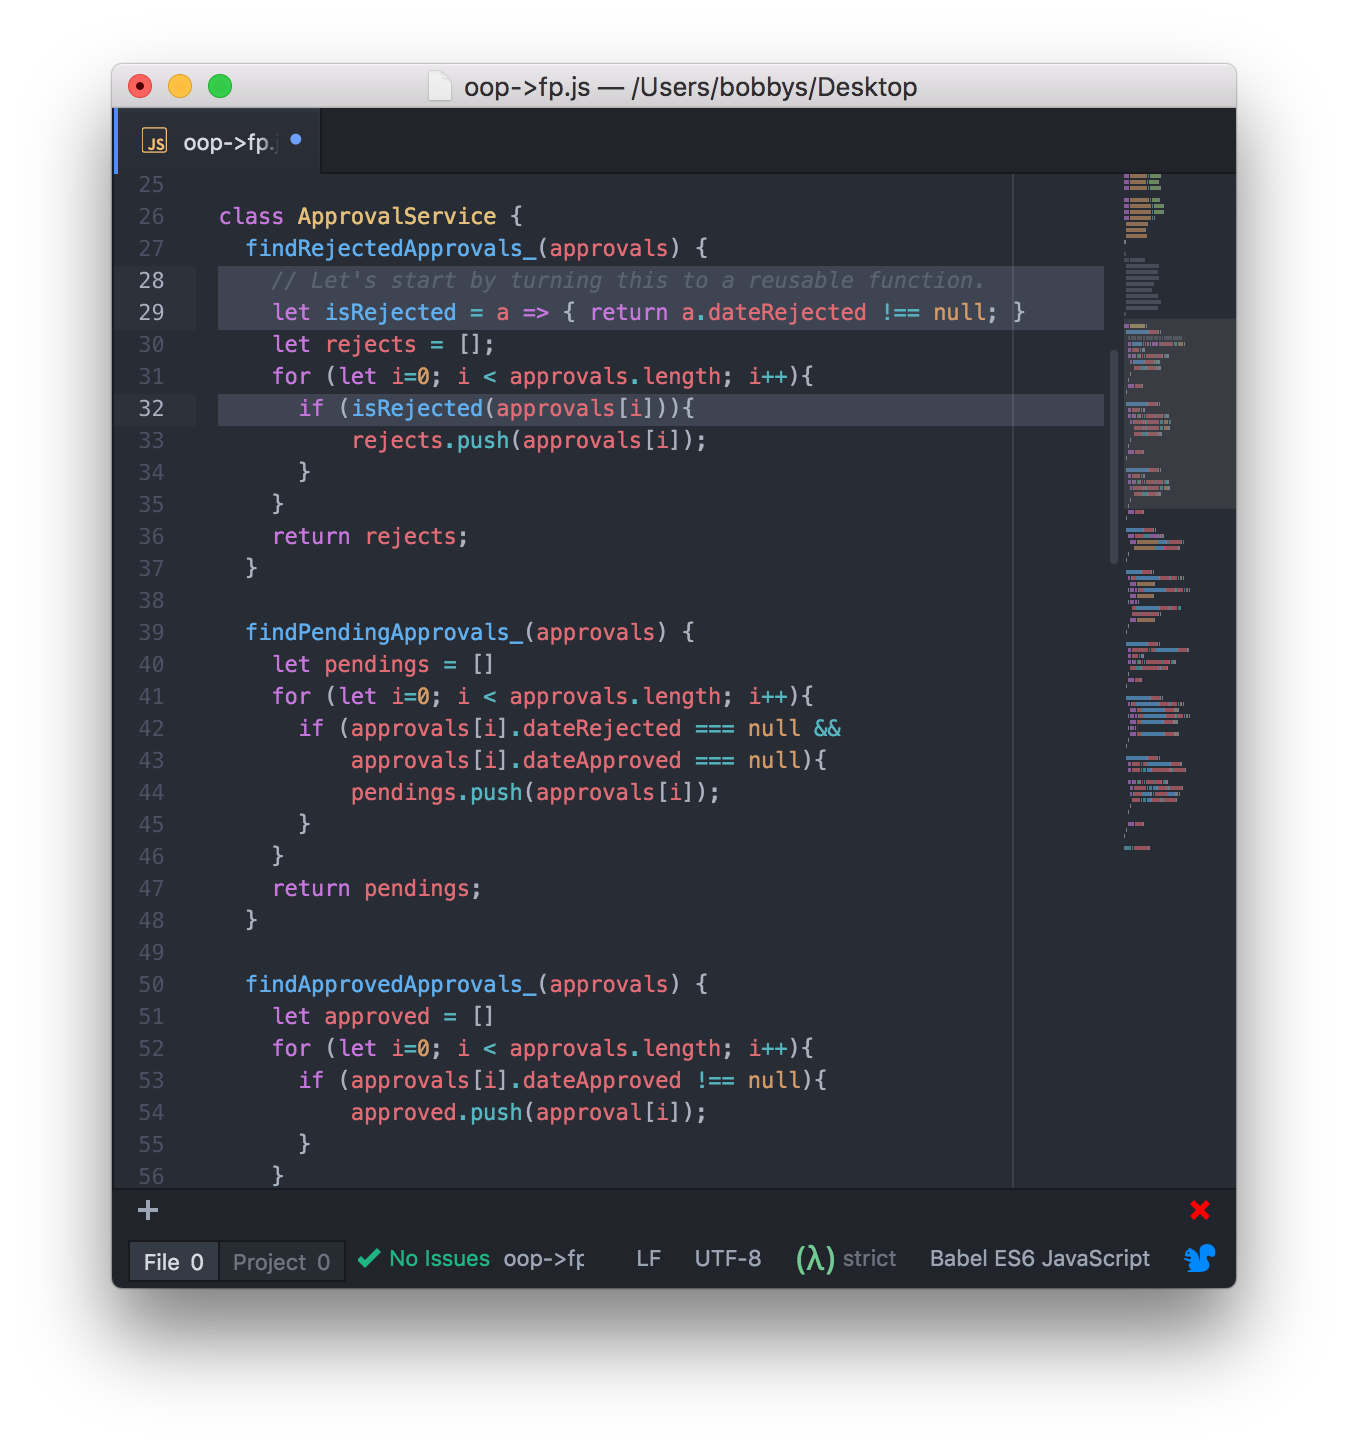 oop->fp.js — /Users/bobbys/Desktop
JS oop->fp.j
25
26 class ApprovalService {
27 findRejectedApprovals_(approvals) {
28 // Let's start by turning this to a reusable function.
29 let isRejected = a => { return a.dateRejected !== null; }
30 let rejects = [];
31 for (let i=0; i < approvals.length; i++){
32 if (isRejected(approvals[i])){
33 rejects.push(approvals[i]);
34 }
35 }
36 return rejects;
37 }
38
39 findPendingApprovals_(approvals) {
40 let pendings = []
41 for (let i=0; i < approvals.length; i++){
42 if (approvals[i].dateRejected === null &&
43 approvals[i].dateApproved === null){
44 pendings.push(approvals[i]);
45 }
46 }
47 return pendings;
48 }
49
50 findApprovedApprovals_(approvals) {
51 let approved = []
52 for (let i=0; i < approvals.length; i++){
53 if (approvals[i].dateApproved !== null){
54 approved.push(approval[i]);
55 }
56 }
File 0 Project 0 No Issues oop->fp LF UTF-8 (λ) strict Babel ES6 JavaScript